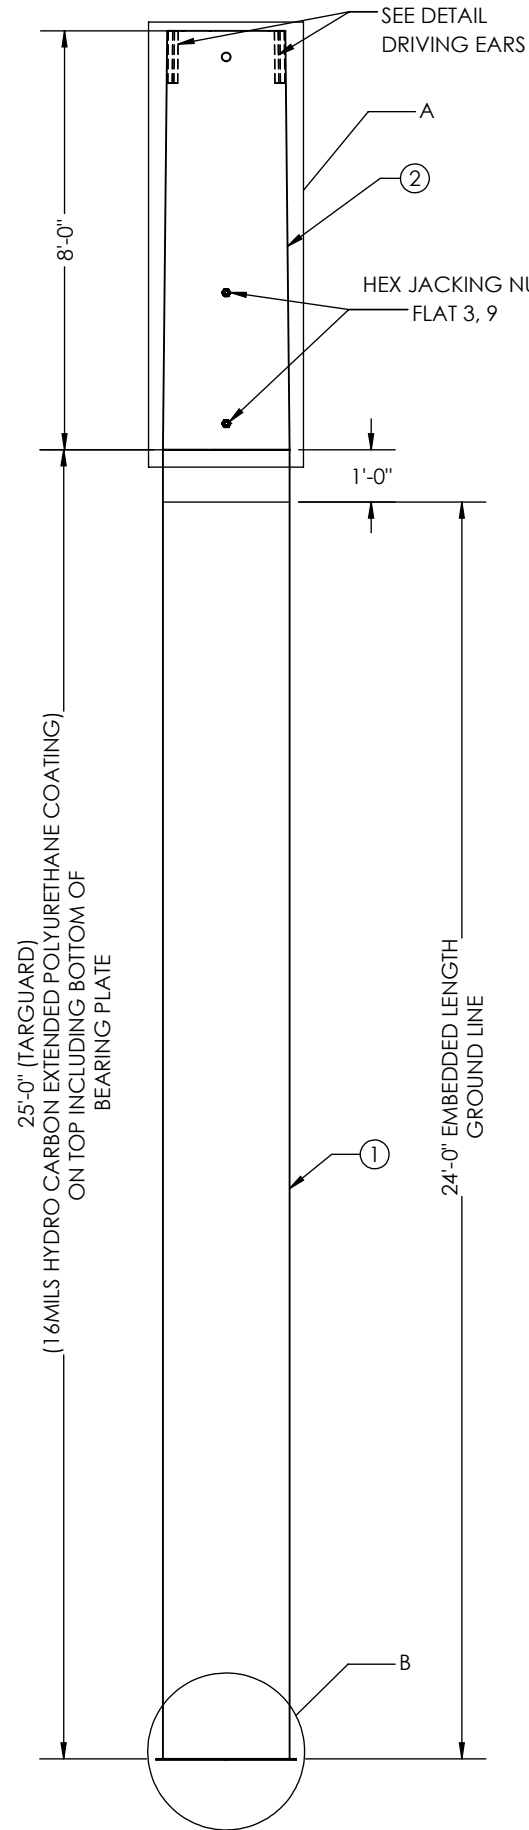 SEE DETAIL
DRIVING EARS
A
2
8'-0"
HEX JACKING NU
FLAT 3, 9
1'-0"
25'-0" (TARGUARD)
(16MILS HYDRO CARBON EXTENDED POLYURETHANE COATING)
ON TOP INCLUDING BOTTOM OF
BEARING PLATE
24'-0" EMBEDDED LENGTH
GROUND LINE
1
B